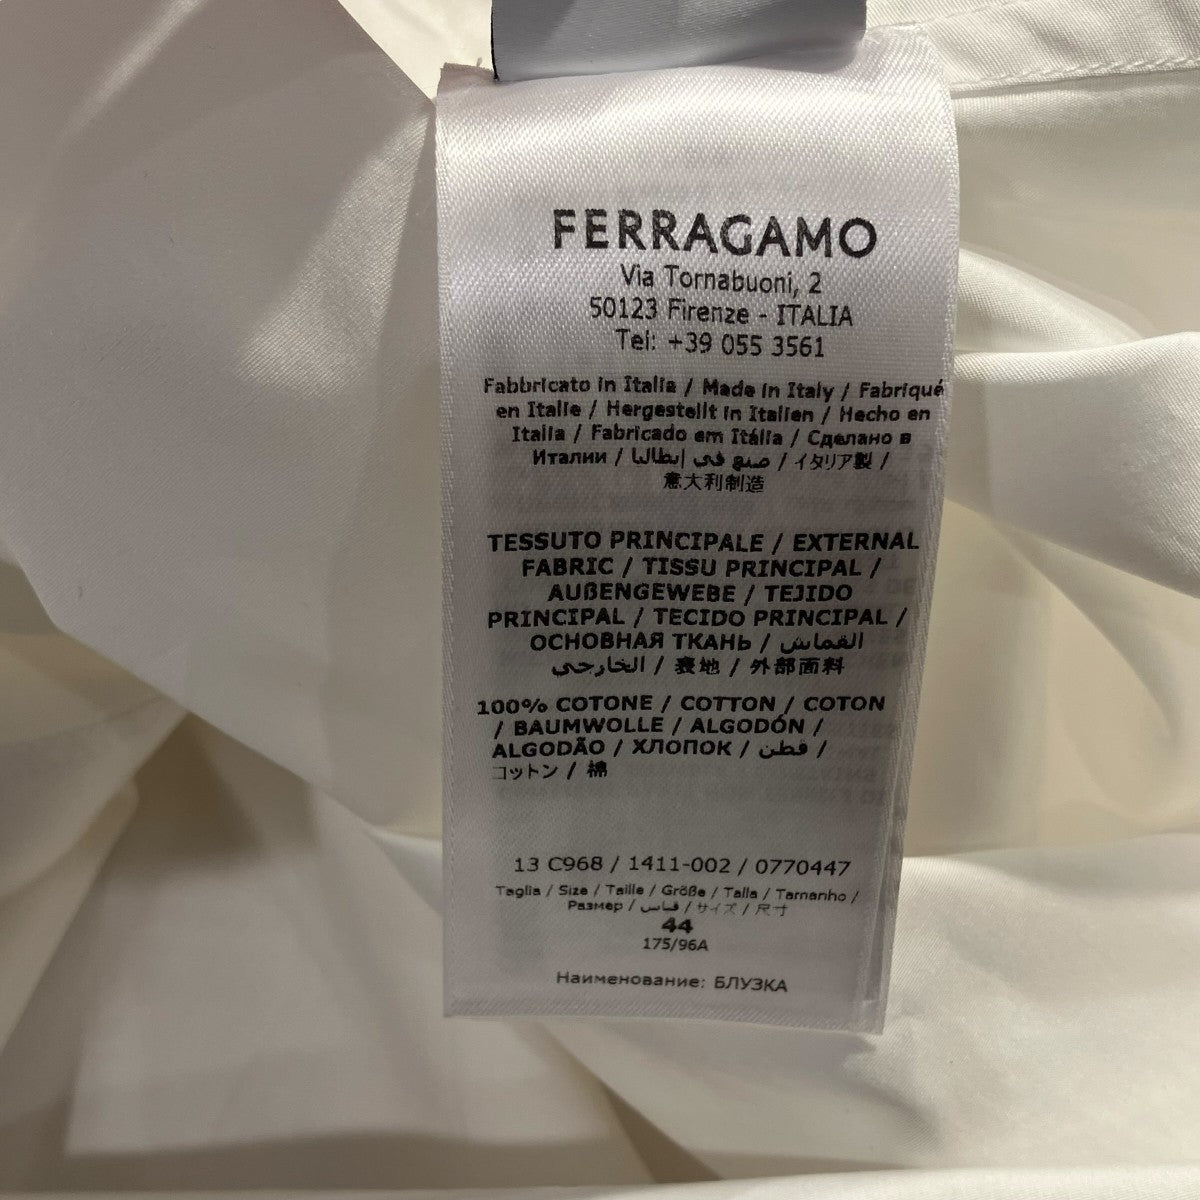 FERRAGAMO
Via Tornabuoni, 2
50123 Firenze - ITALIA
Tel: +39 055 3561
Fabbricato in Italia / Made in Italy / Fabriqué
en Italie / Hergestellt in Italien / Hecho en
Italia / Fabricado em Itália / Сделано в
Италии / صنع في إيطاليا / イタリア製 /
意大利制造
TESSUTO PRINCIPALE / EXTERNAL
FABRIC / TISSU PRINCIPAL /
AUßENGEWEBE / TEJIDO
PRINCIPAL / TECIDO PRINCIPAL /
ОСНОВНАЯ ТКАНЬ / القماش
الخارجي / 表地 / 外部面料
100% COTONE / COTTON / COTON
/ BAUMWOLLE / ALGODÓN /
ALGODÃO / ХЛОПОК / قطن /
コットン / 棉
13 C968 / 1411-002 / 0770447
Taglia / Size / Taille / Größe / Talla / Tamanho /
Размер / قياس / サイズ / 尺寸
44
175/96A
Наименование: БЛУЗКА